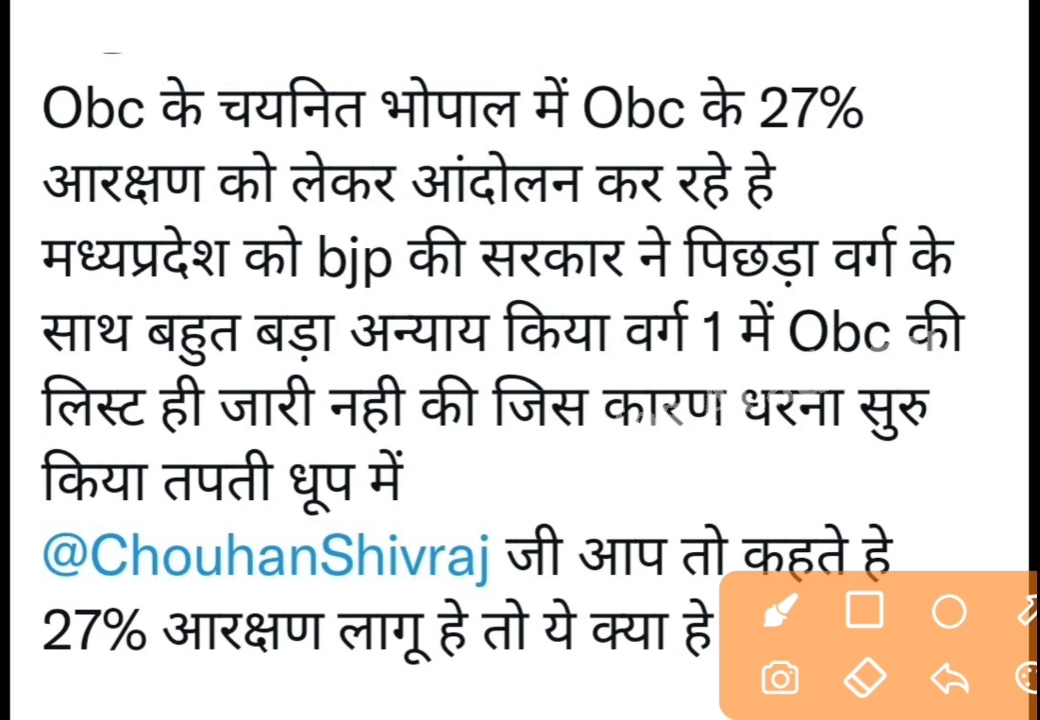 Obc के चयनित भोपाल में Obc के 27%
आरक्षण को लेकर आंदोलन कर रहे हे
मध्यप्रदेश को bjp की सरकार ने पिछड़ा वर्ग के
साथ बहुत बड़ा अन्याय किया वर्ग 1 में Obc की
लिस्ट ही जारी नही की जिस कारण धरना सुरु
किया तपती धूप में
@ChouhanShivraj जी आप तो कहते हे
27% आरक्षण लागू हे तो ये क्या हे